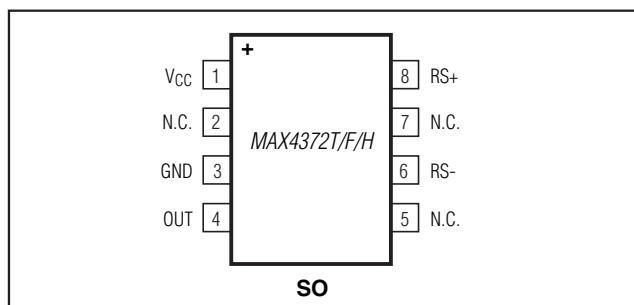 +
VCC 1 8 RS+
N.C. 2 7 N.C.
MAX4372T/F/H
GND 3 6 RS-
OUT 4 5 N.C.
SO